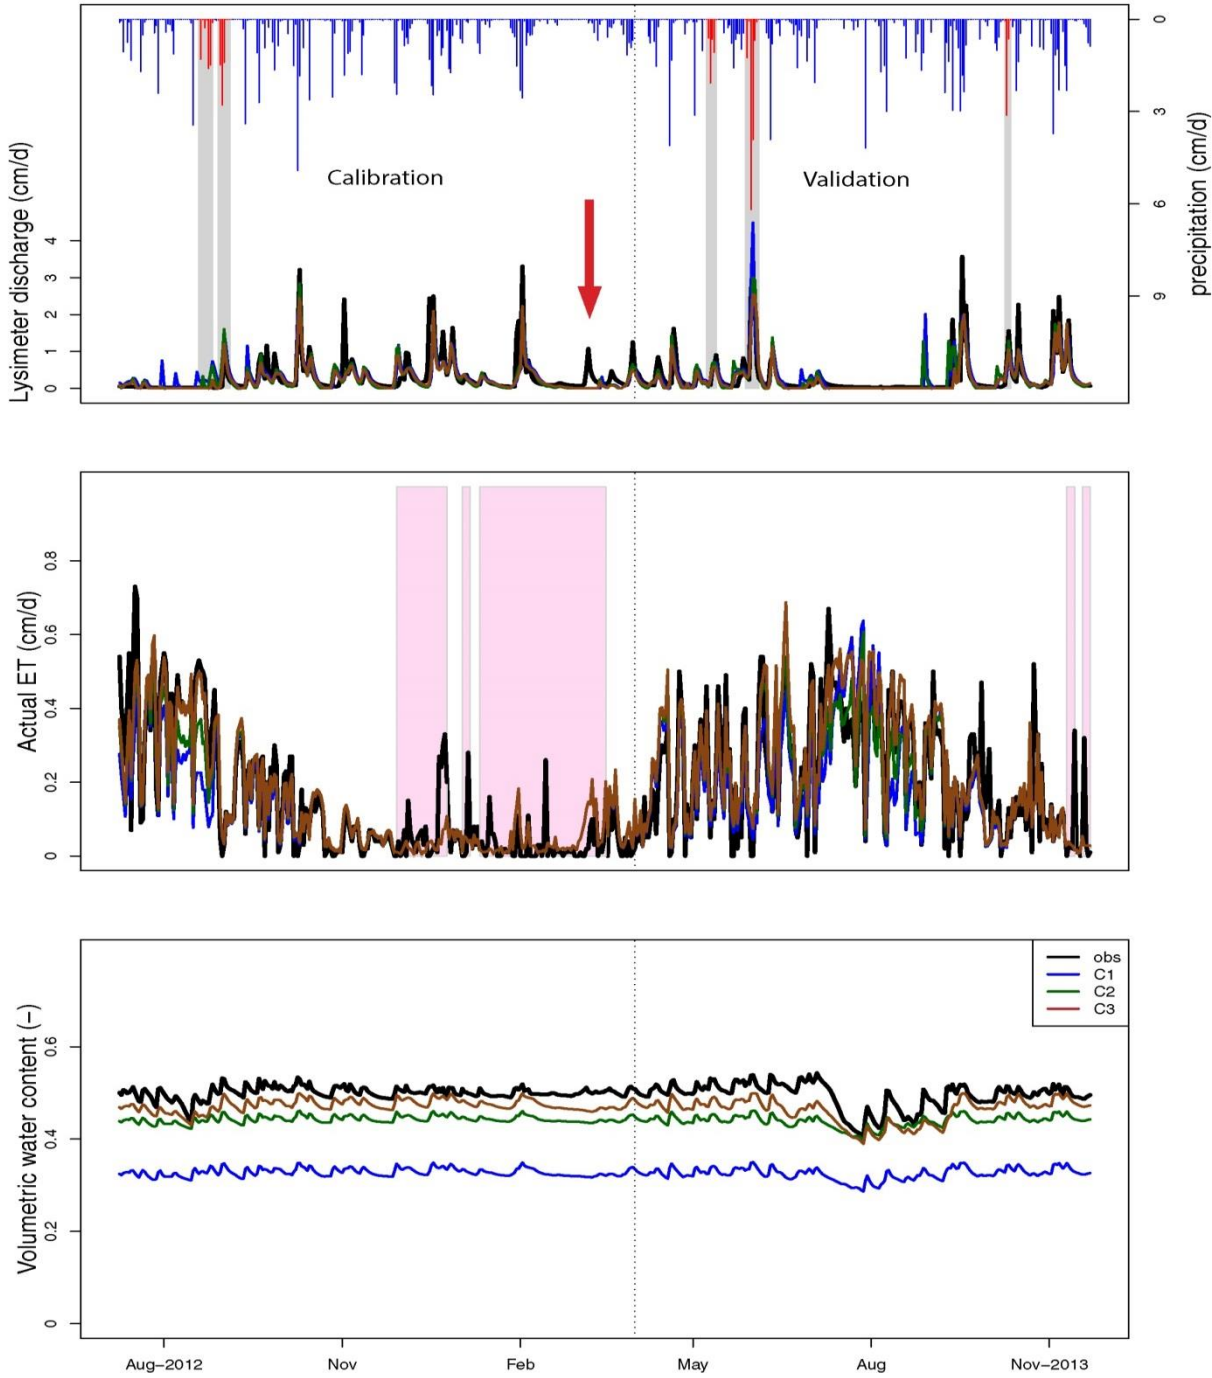 Lysimeter discharge (cm/d)
0
1
2
3
4
Calibration
Validation
0
3
6
9
precipitation (cm/d)
Actual ET (cm/d)
0
0.2
0.4
0.6
0.8
Volumetric water content (−)
0
0.2
0.4
0.6
obs
C1
C2
C3
Aug−2012
Nov
Feb
May
Aug
Nov−2013